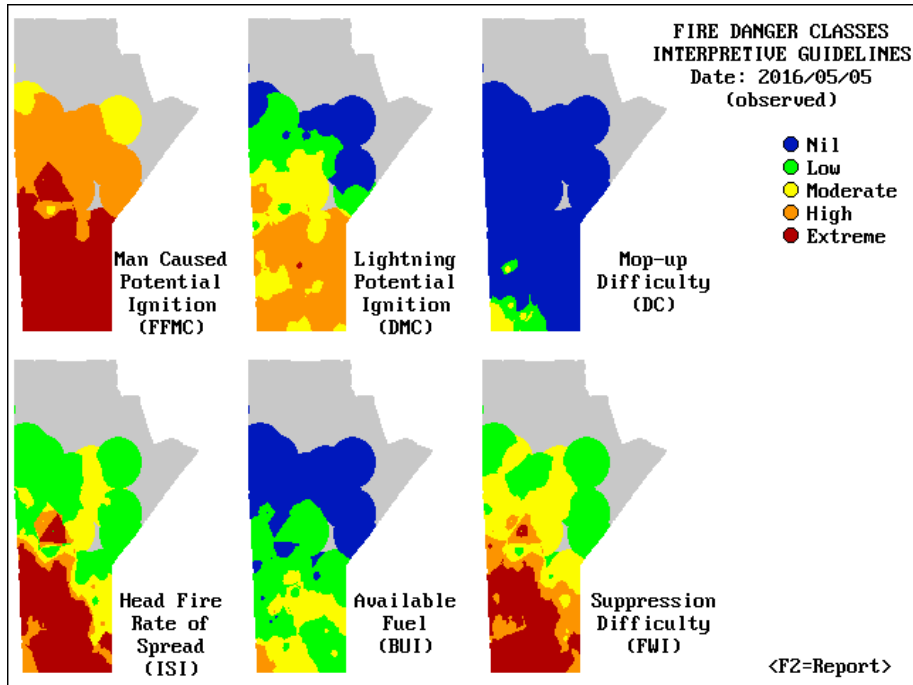 FIRE DANGER CLASSES
INTERPRETIVE GUIDELINES
Date: 2016/05/05
(observed)
Nil
Low
Moderate
High
Extreme
Man Caused
Potential
Ignition
(FFMC)
Lightning
Potential
Ignition
(DMC)
Mop-up
Difficulty
(DC)
Head Fire
Rate of
Spread
(ISI)
Available
Fuel
(BUI)
Suppression
Difficulty
(FWI)
<F2=Report>